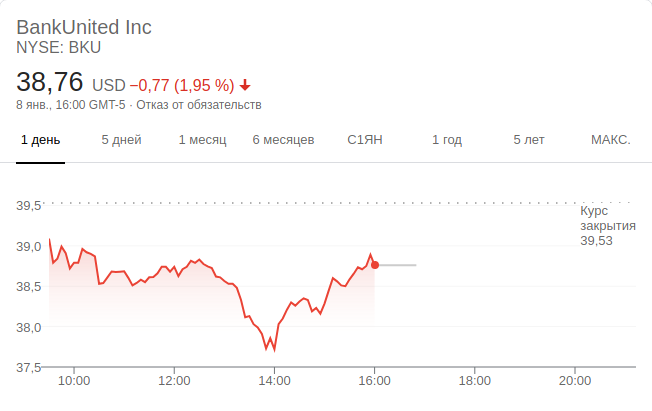 BankUnited Inc
NYSE: BKU
38,76 USD −0,77 (1,95 %)
8 янв., 16:00 GMT-5 · Отказ от обязательств
1 день 5 дней 1 месяц 6 месяцев С1ЯН 1 год 5 лет МАКС.
39,5
Курс
закрытия
39,53
39,0
38,5
38,0
37,5
10:00 12:00 14:00 16:00 18:00 20:00